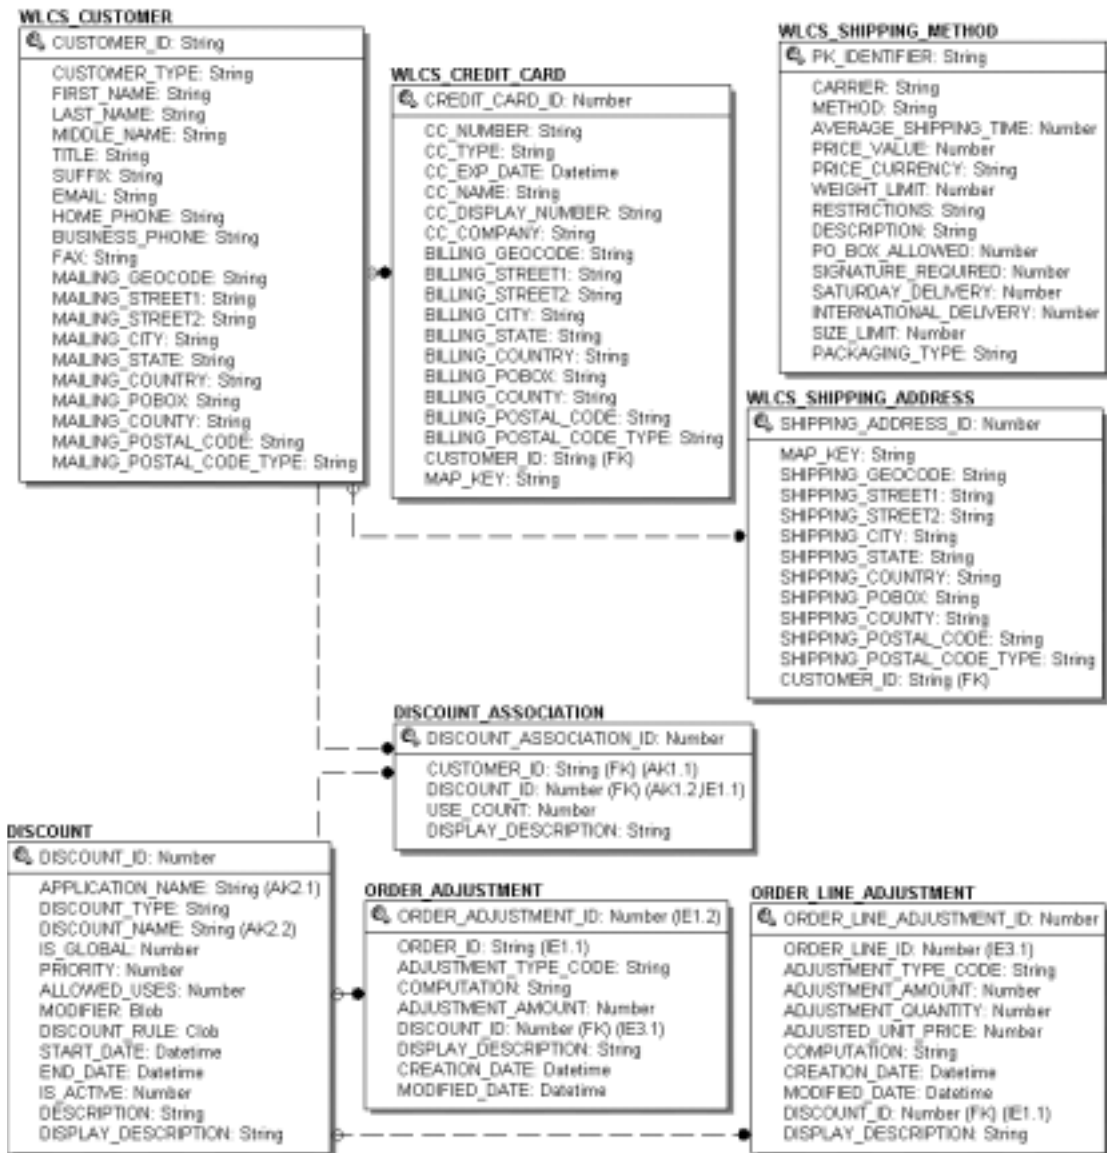 WLCS_CUSTOMER
CUSTOMER_ID: String
CUSTOMER_TYPE: String
FIRST_NAME: String
LAST_NAME: String
MIDDLE_NAME: String
TITLE: String
SUFFIX: String
EMAIL: String
HOME_PHONE: String
BUSINESS_PHONE: String
FAX: String
MAILING_GEOCODE: String
MAILING_STREET1: String
MAILING_STREET2: String
MAILING_CITY: String
MAILING_STATE: String
MAILING_COUNTRY: String
MAILING_POBOX: String
MAILING_COUNTY: String
MAILING_POSTAL_CODE: String
MAILING_POSTAL_CODE_TYPE: String
WLCS_CREDIT_CARD
CREDIT_CARD_ID: Number
CC_NUMBER: String
CC_TYPE: String
CC_EXP_DATE: Datetime
CC_NAME: String
CC_DISPLAY_NUMBER: String
CC_COMPANY: String
BILLING_GEOCODE: String
BILLING_STREET1: String
BILLING_STREET2: String
BILLING_CITY: String
BILLING_STATE: String
BILLING_COUNTRY: String
BILLING_POBOX: String
BILLING_COUNTY: String
BILLING_POSTAL_CODE: String
BILLING_POSTAL_CODE_TYPE: String
CUSTOMER_ID: String (FK)
MAP_KEY: String
WLCS_SHIPPING_METHOD
PK_IDENTIFIER: String
CARRIER: String
METHOD: String
AVERAGE_SHIPPING_TIME: Number
PRICE_VALUE: Number
PRICE_CURRENCY: String
WEIGHT_LIMIT: Number
RESTRICTIONS: String
DESCRIPTION: String
PO_BOX_ALLOWED: Number
SIGNATURE_REQUIRED: Number
SATURDAY_DELIVERY: Number
INTERNATIONAL_DELIVERY: Number
SIZE_LIMIT: Number
PACKAGING_TYPE: String
WLCS_SHIPPING_ADDRESS
SHIPPING_ADDRESS_ID: Number
MAP_KEY: String
SHIPPING_GEOCODE: String
SHIPPING_STREET1: String
SHIPPING_STREET2: String
SHIPPING_CITY: String
SHIPPING_STATE: String
SHIPPING_COUNTRY: String
SHIPPING_POBOX: String
SHIPPING_COUNTY: String
SHIPPING_POSTAL_CODE: String
SHIPPING_POSTAL_CODE_TYPE: String
CUSTOMER_ID: String (FK)
DISCOUNT_ASSOCIATION
DISCOUNT_ASSOCIATION_ID: Number
CUSTOMER_ID: String (FK) (AK1.1)
DISCOUNT_ID: Number (FK) (AK1.2,IE1.1)
USE_COUNT: Number
DISPLAY_DESCRIPTION: String
DISCOUNT
DISCOUNT_ID: Number
APPLICATION_NAME: String (AK2.1)
DISCOUNT_TYPE: String
DISCOUNT_NAME: String (AK2.2)
IS_GLOBAL: Number
PRIORITY: Number
ALLOWED_USES: Number
MODIFIER: Blob
DISCOUNT_RULE: Clob
START_DATE: Datetime
END_DATE: Datetime
IS_ACTIVE: Number
DESCRIPTION: String
DISPLAY_DESCRIPTION: String
ORDER_ADJUSTMENT
ORDER_ADJUSTMENT_ID: Number (IE1.2)
ORDER_ID: String (IE1.1)
ADJUSTMENT_TYPE_CODE: String
COMPUTATION: String
ADJUSTMENT_AMOUNT: Number
DISCOUNT_ID: Number (FK) (IE3.1)
DISPLAY_DESCRIPTION: String
CREATION_DATE: Datetime
MODIFIED_DATE: Datetime
ORDER_LINE_ADJUSTMENT
ORDER_LINE_ADJUSTMENT_ID: Number
ORDER_LINE_ID: Number (IE3.1)
ADJUSTMENT_TYPE_CODE: String
ADJUSTMENT_AMOUNT: Number
ADJUSTMENT_QUANTITY: Number
ADJUSTED_UNIT_PRICE: Number
COMPUTATION: String
CREATION_DATE: Datetime
MODIFIED_DATE: Datetime
DISCOUNT_ID: Number (FK) (IE1.1)
DISPLAY_DESCRIPTION: String